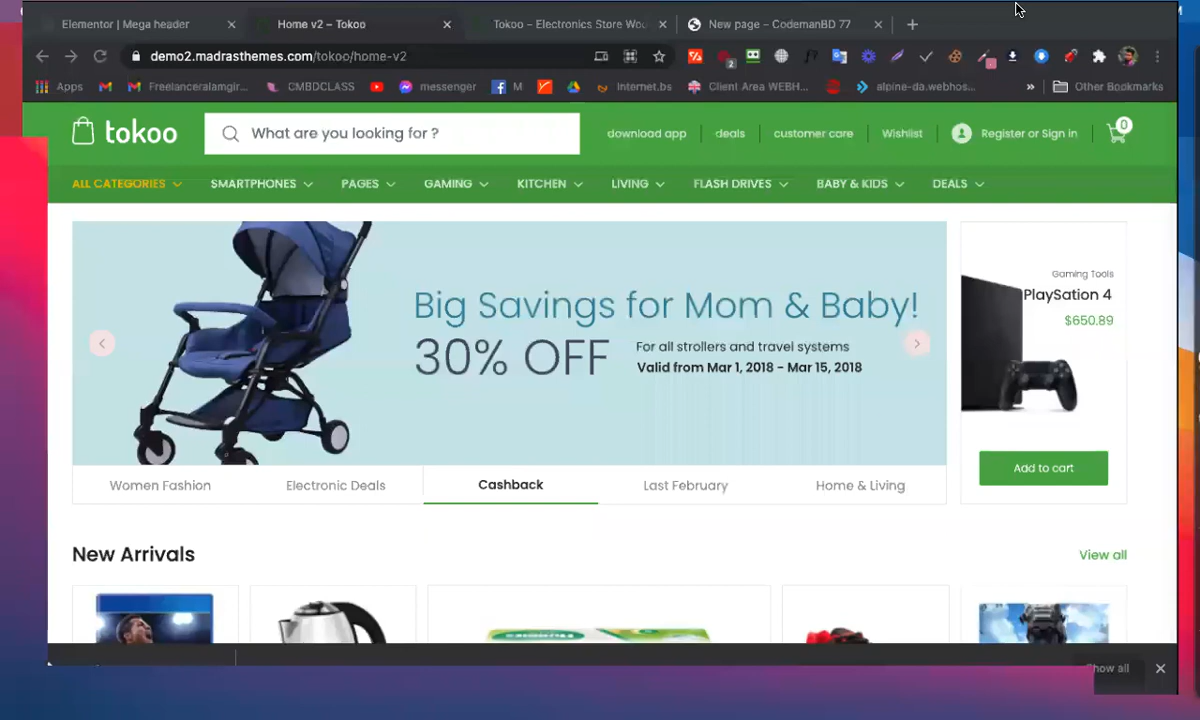 Elementor | Mega header
Home v2 – Tokoo
Tokoo – Electronics Store Wo
New page – CodemanBD 77
demo2.madrasthemes.com/tokoo/home-v2
2
Apps
Freelanceralamgir...
CMBDCLASS
messenger
M
Internet.bs
Client Area WEBH...
alpine-da.webhos...
»
Other Bookmarks
tokoo
What are you looking for ?
download app
deals
customer care
Wishlist
Register or Sign in
0
ALL CATEGORIES
SMARTPHONES
PAGES
GAMING
KITCHEN
LIVING
FLASH DRIVES
BABY & KIDS
DEALS
Big Savings for Mom & Baby!
30% OFF
For all strollers and travel systems
Valid from Mar 1, 2018 - Mar 15, 2018
Gaming Tools
PlaySation 4
$650.89
Add to cart
Women Fashion
Electronic Deals
Cashback
Last February
Home & Living
New Arrivals
View all
Show all